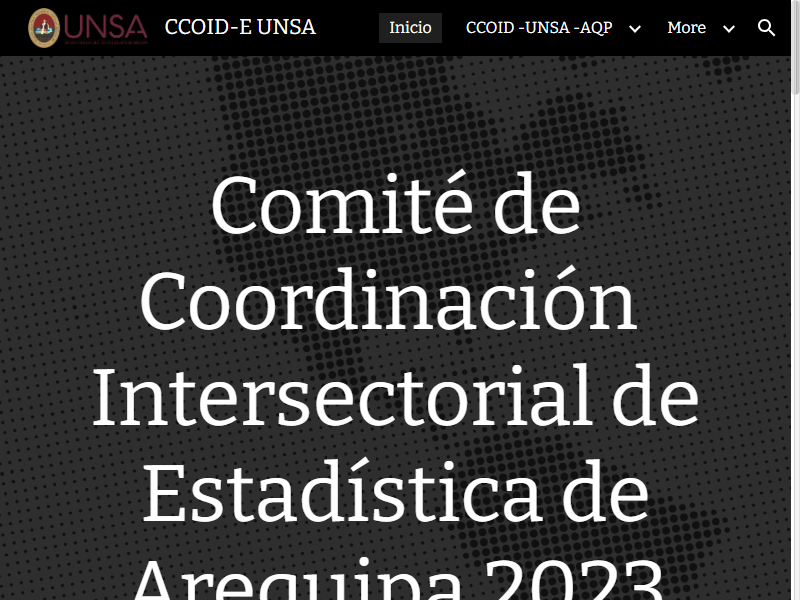 UNSA
CCOID-E UNSA
Inicio
CCOID -UNSA -AQP
More
Comité de
Coordinación
Intersectorial de
Estadística de
Arequipa 2023